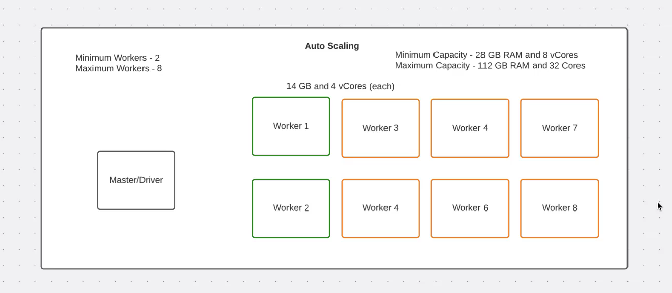 Auto Scaling
Minimum Workers - 2
Maximum Workers - 8
Minimum Capacity - 28 GB RAM and 8 vCores
Maximum Capacity - 112 GB RAM and 32 Cores
14 GB and 4 vCores (each)
Worker 1
Worker 3
Worker 4
Worker 7
Master/Driver
Worker 2
Worker 4
Worker 6
Worker 8